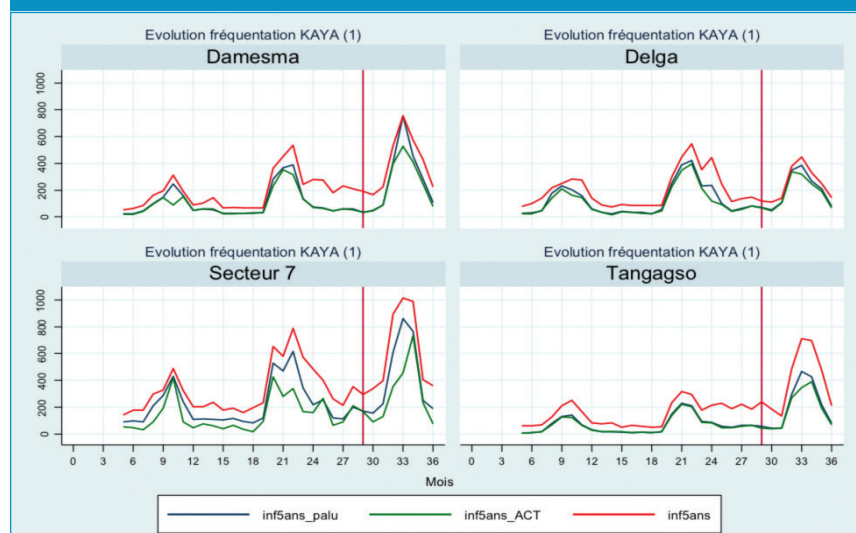 Evolution fréquentation KAYA (1)
Damesma
Evolution fréquentation KAYA (1)
Delga
0 200 400 600 800 1000
Evolution fréquentation KAYA (1)
Secteur 7
Evolution fréquentation KAYA (1)
Tangagso
0 200 400 600 800 1000
0 3 6 9 12 15 18 21 24 27 30 33 36
0 3 6 9 12 15 18 21 24 27 30 33 36
Mois
inf5ans_palu
inf5ans_ACT
inf5ans